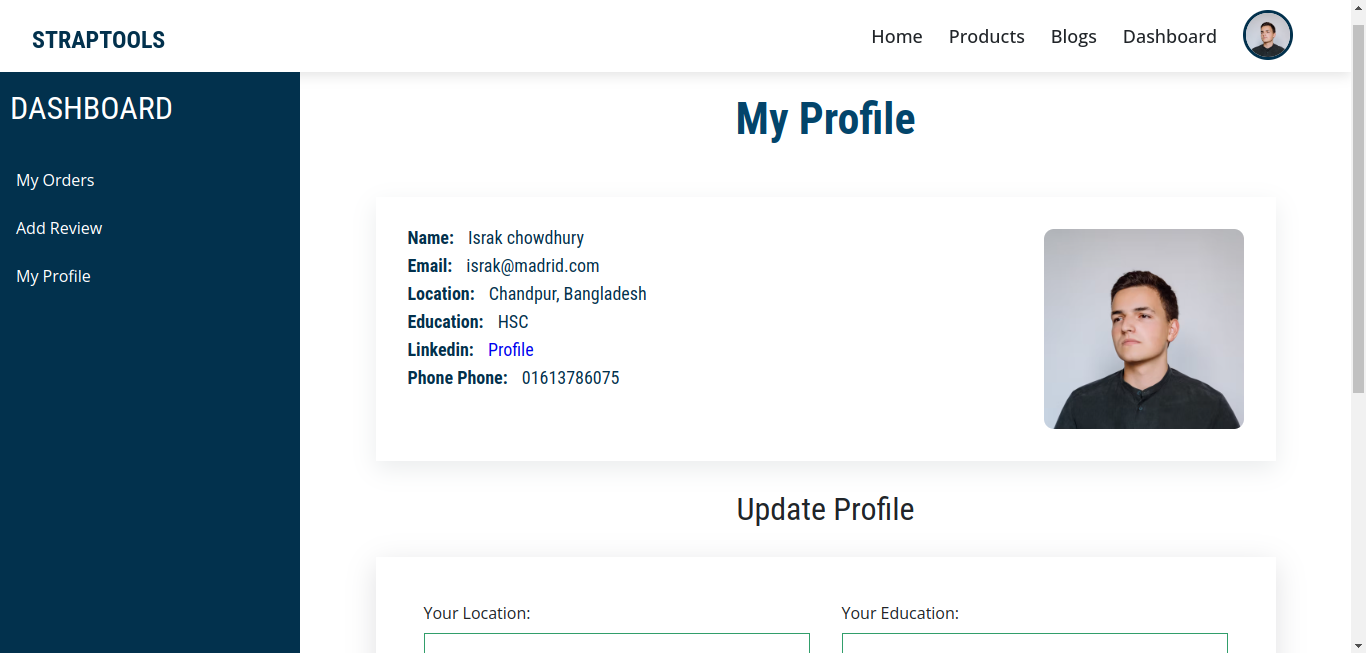 STRAPTOOLS
Home Products Blogs Dashboard
DASHBOARD
My Orders
Add Review
My Profile
My Profile
Name: Israk chowdhury
Email: israk@madrid.com
Location: Chandpur, Bangladesh
Education: HSC
Linkedin: Profile
Phone Phone: 01613786075
Update Profile
Your Location: Your Education: